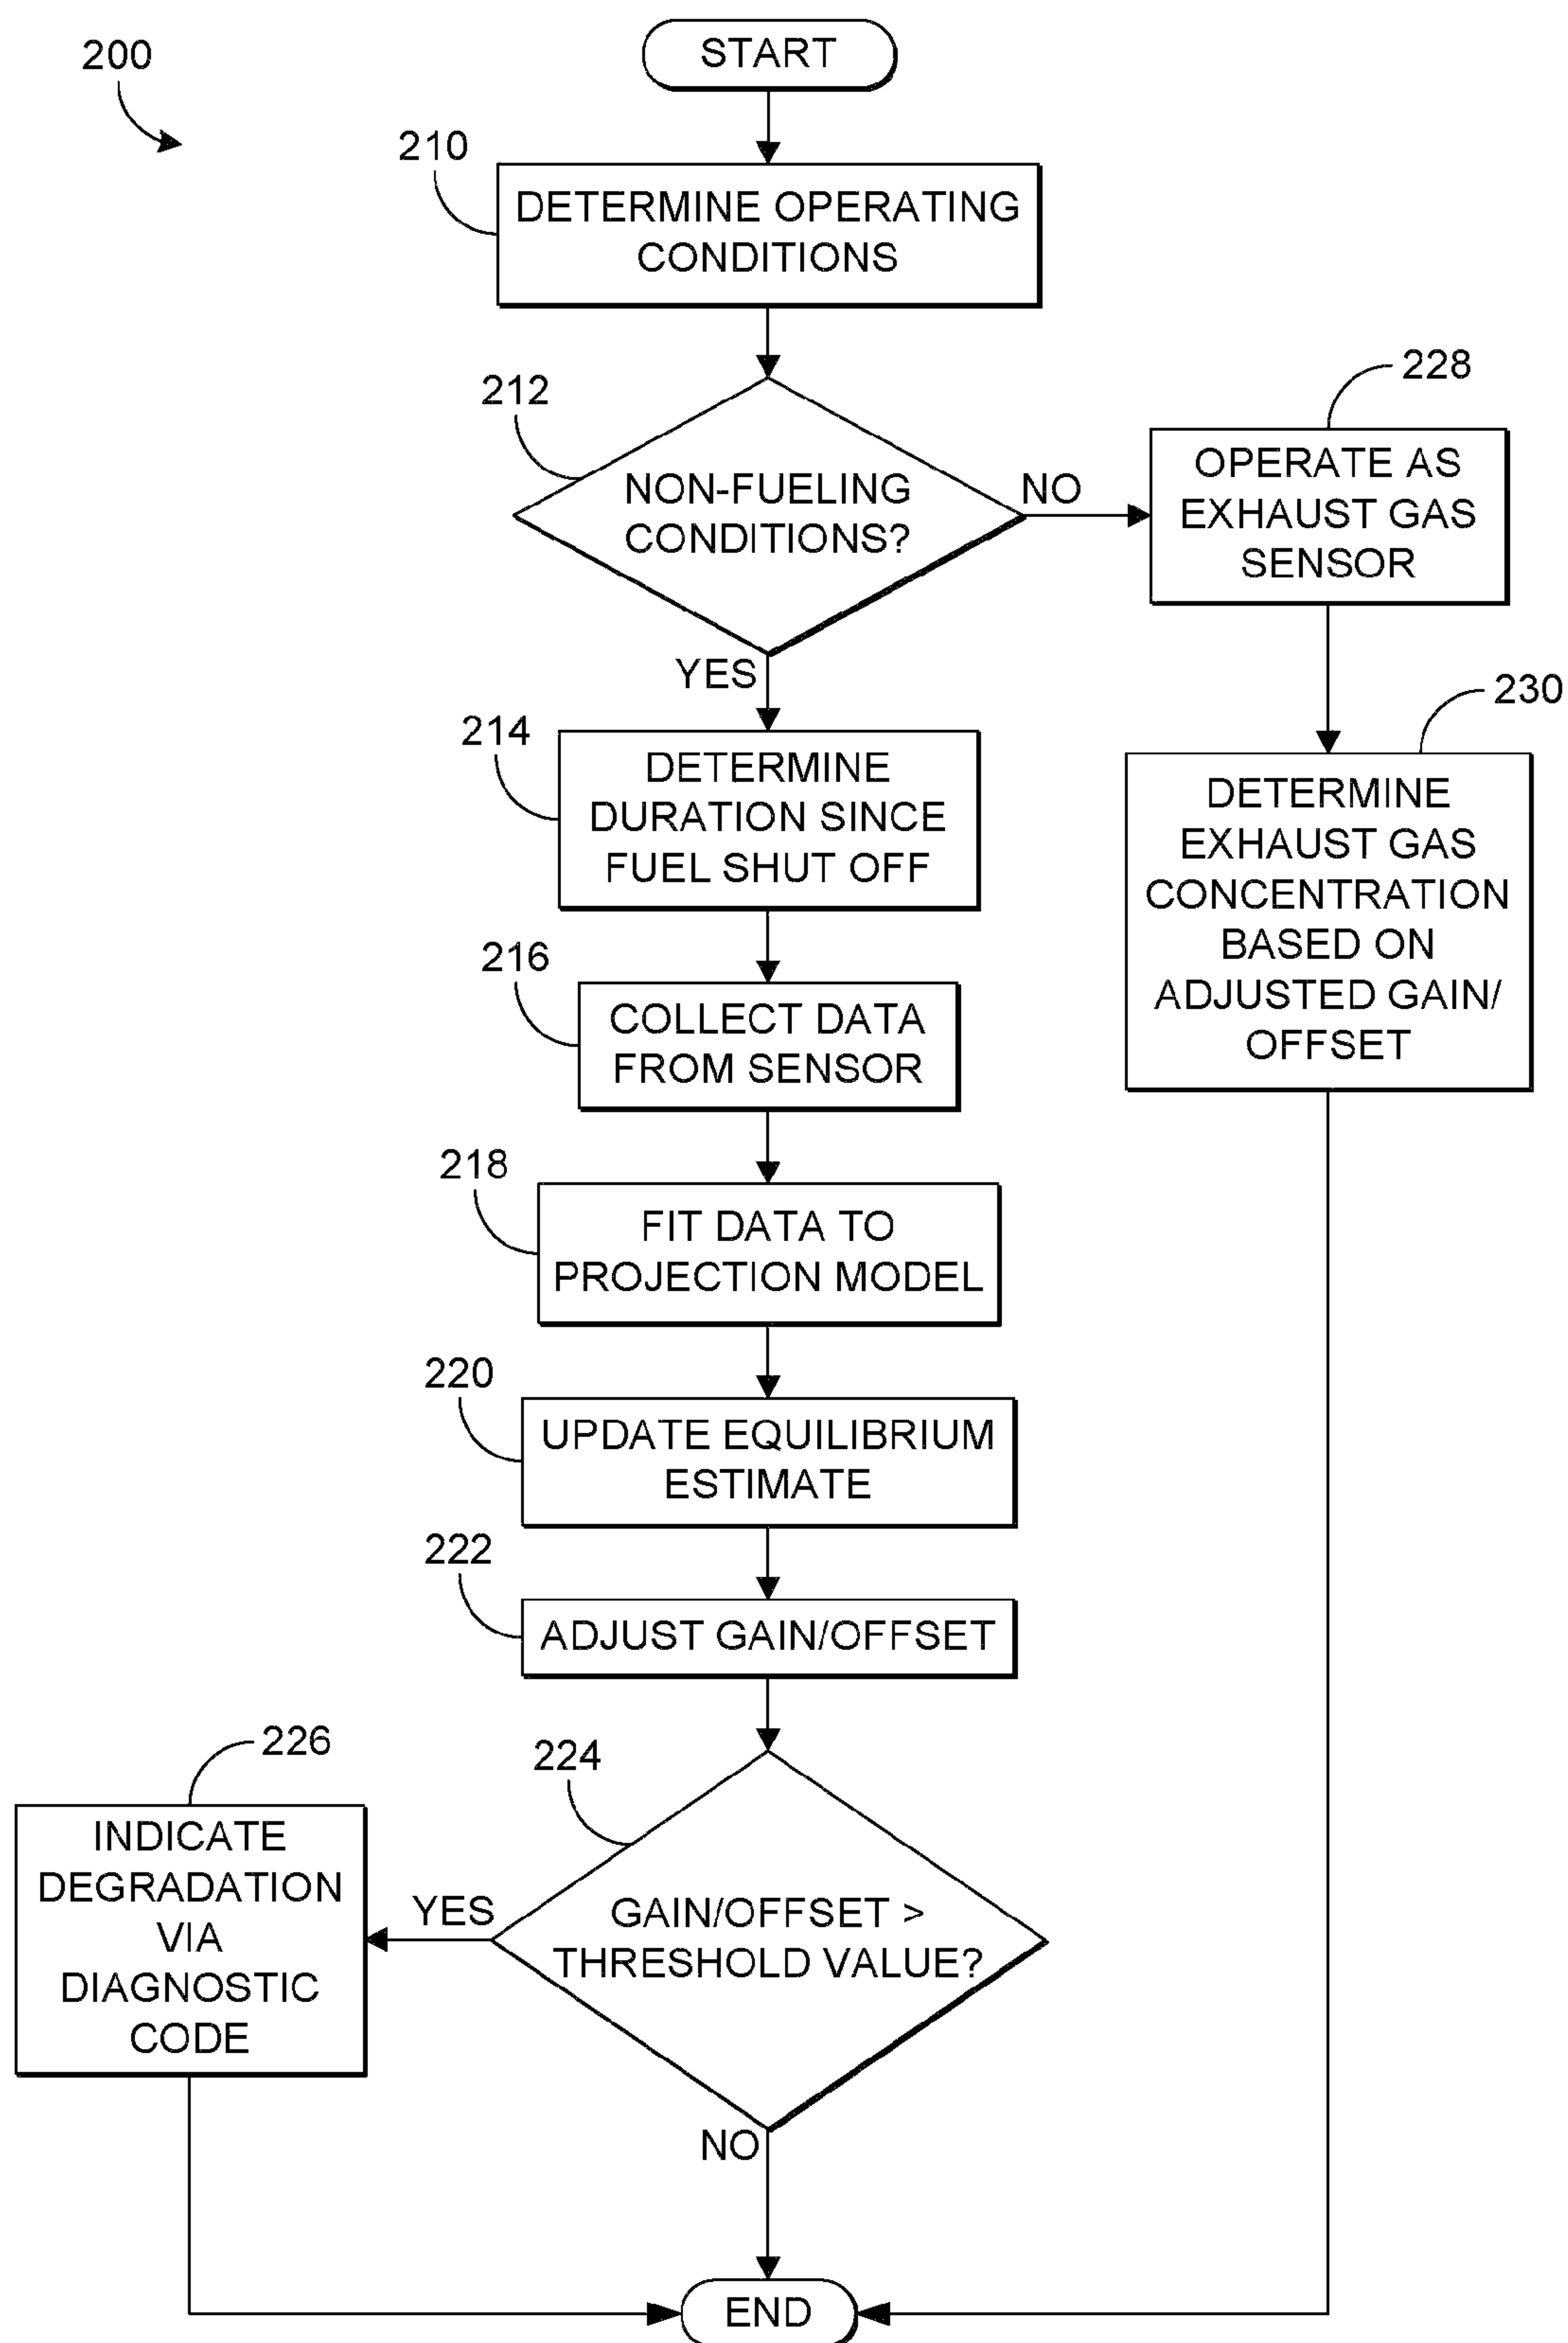 200
START
210
DETERMINE OPERATING
CONDITIONS
212
NON-FUELING
CONDITIONS?
NO
YES
228
OPERATE AS
EXHAUST GAS
SENSOR
230
DETERMINE
EXHAUST GAS
CONCENTRATION
BASED ON
ADJUSTED GAIN/
OFFSET
214
DETERMINE
DURATION SINCE
FUEL SHUT OFF
216
COLLECT DATA
FROM SENSOR
218
FIT DATA TO
PROJECTION MODEL
220
UPDATE EQUILIBRIUM
ESTIMATE
222
ADJUST GAIN/OFFSET
224
GAIN/OFFSET >
THRESHOLD VALUE?
YES
NO
226
INDICATE
DEGRADATION
VIA
DIAGNOSTIC
CODE
END